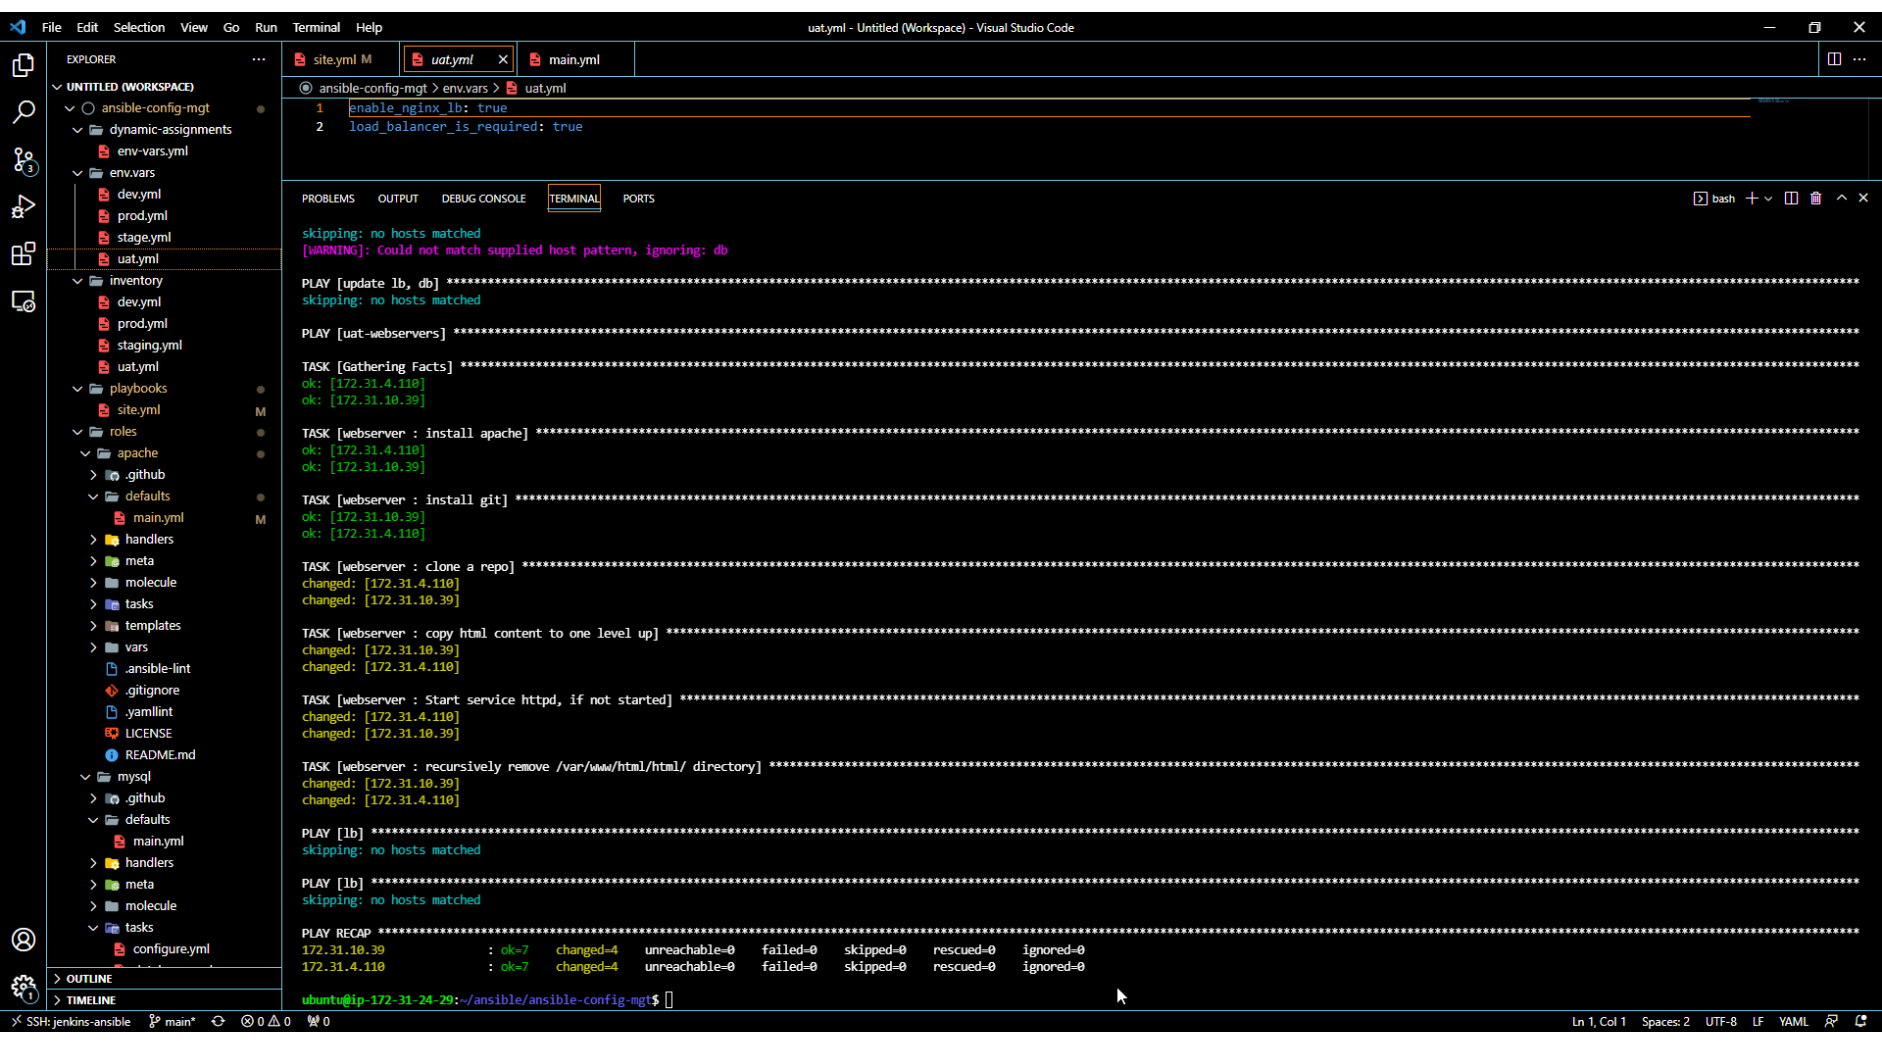 File Edit Selection View Go Run Terminal Help
uat.yml - Untitled (Workspace) - Visual Studio Code
EXPLORER
UNTITLED (WORKSPACE)
ansible-config-mgt
dynamic-assignments
env-vars.yml
env.vars
dev.yml
prod.yml
stage.yml
uat.yml
inventory
dev.yml
prod.yml
staging.yml
uat.yml
playbooks
site.yml M
roles
apache
.github
defaults
main.yml M
handlers
meta
molecule
tasks
templates
vars
.ansible-lint
.gitignore
.yamllint
LICENSE
README.md
mysql
.github
defaults
main.yml
handlers
meta
molecule
tasks
configure.yml
OUTLINE
TIMELINE
3
1
site.yml M uat.yml main.yml
ansible-config-mgt > env.vars > uat.yml
1 enable_nginx_lb: true
2 load_balancer_is_required: true
PROBLEMS OUTPUT DEBUG CONSOLE TERMINAL PORTS
bash
skipping: no hosts matched
[WARNING]: Could not match supplied host pattern, ignoring: db
PLAY [update lb, db] ****
skipping: no hosts matched
PLAY [uat-webservers] ****
TASK [Gathering Facts] ****
ok: [172.31.4.110]
ok: [172.31.10.39]
TASK [webserver : install apache] ****
ok: [172.31.4.110]
ok: [172.31.10.39]
TASK [webserver : install git] ****
ok: [172.31.10.39]
ok: [172.31.4.110]
TASK [webserver : clone a repo] ****
changed: [172.31.4.110]
changed: [172.31.10.39]
TASK [webserver : copy html content to one level up] ****
changed: [172.31.10.39]
changed: [172.31.4.110]
TASK [webserver : Start service httpd, if not started] ****
changed: [172.31.4.110]
changed: [172.31.10.39]
TASK [webserver : recursively remove /var/www/html/html/ directory] ****
changed: [172.31.10.39]
changed: [172.31.4.110]
PLAY [lb] ****
skipping: no hosts matched
PLAY [lb] ****
skipping: no hosts matched
PLAY RECAP ****
172.31.10.39 : ok=7 changed=4 unreachable=0 failed=0 skipped=0 rescued=0 ignored=0
172.31.4.110 : ok=7 changed=4 unreachable=0 failed=0 skipped=0 rescued=0 ignored=0
ubuntu@ip-172-31-24-29:~/ansible/ansible-config-mgt$
SSH: jenkins-ansible main* 0 0 0
Ln 1, Col 1 Spaces: 2 UTF-8 LF YAML